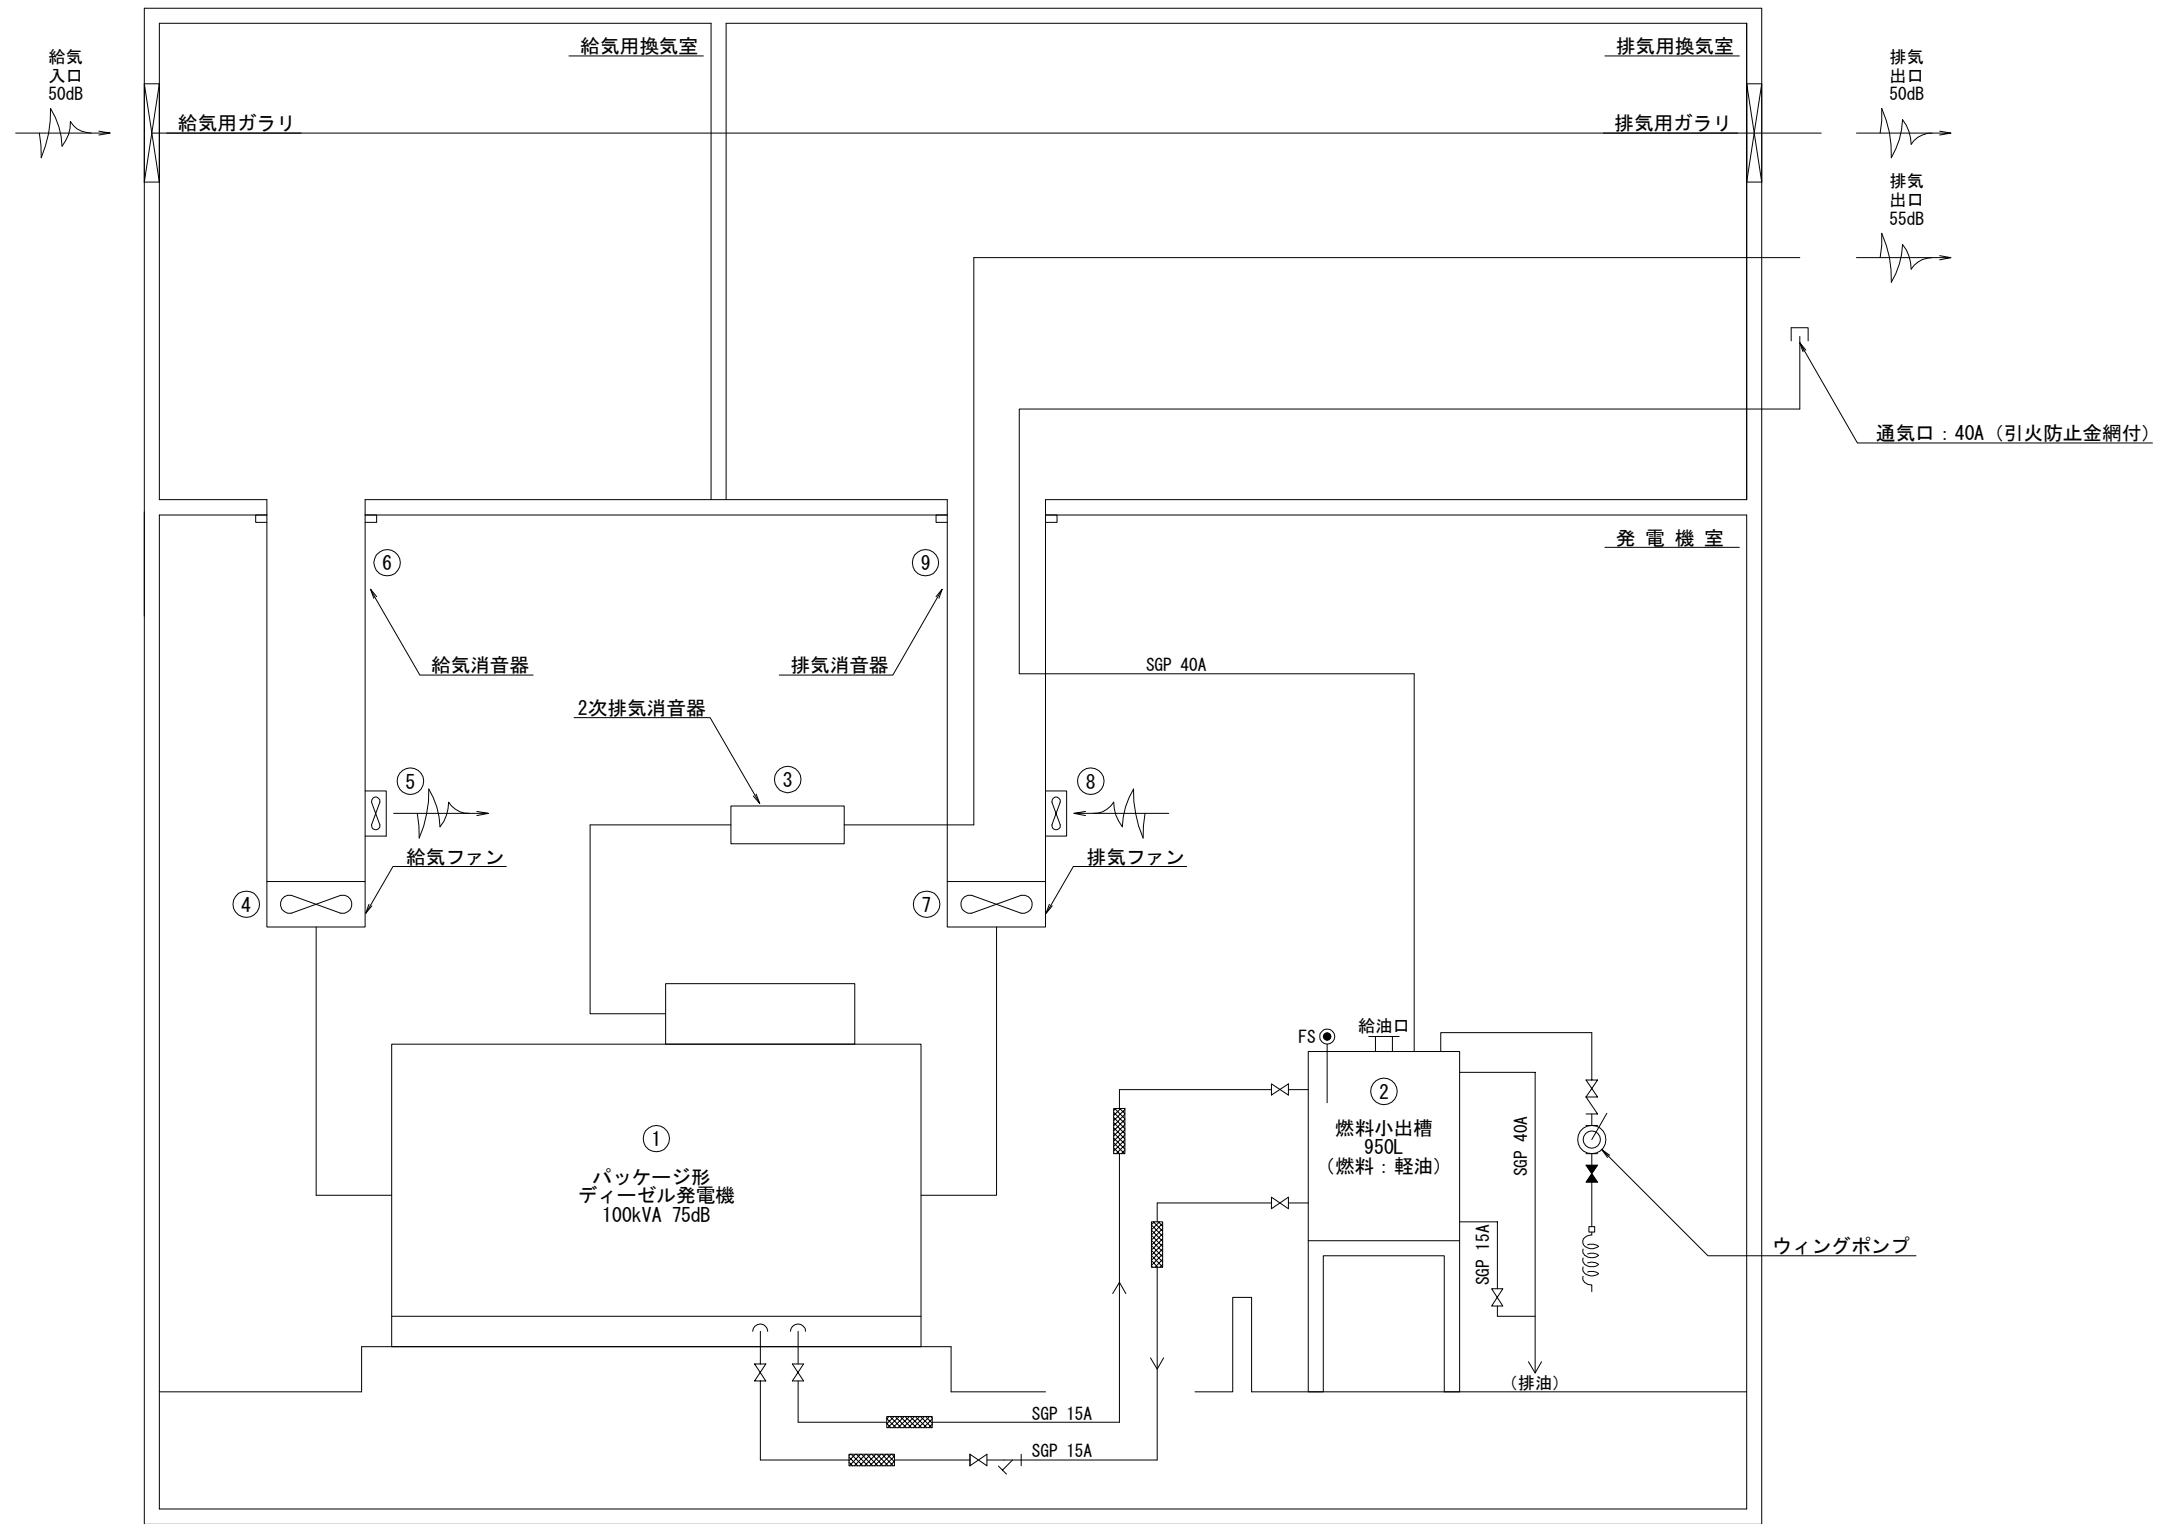 給気
入口
50dB
給気用換気室
排気用換気室
排気
出口
50dB
給気用ガラリ
排気用ガラリ
排気
出口
55dB
通気口：40A（引火防止金網付）
発電機室
⑥
⑨
給気消音器
排気消音器
SGP 40A
2次排気消音器
③
⑤
⑧
給気ファン
排気ファン
④
⑦
FS
給油口
①
パッケージ形
ディーゼル発電機
100kVA 75dB
②
燃料小出槽
950L
（燃料：軽油）
SGP 40A
SGP 15A
ウィングポンプ
（排油）
SGP 15A
SGP 15A